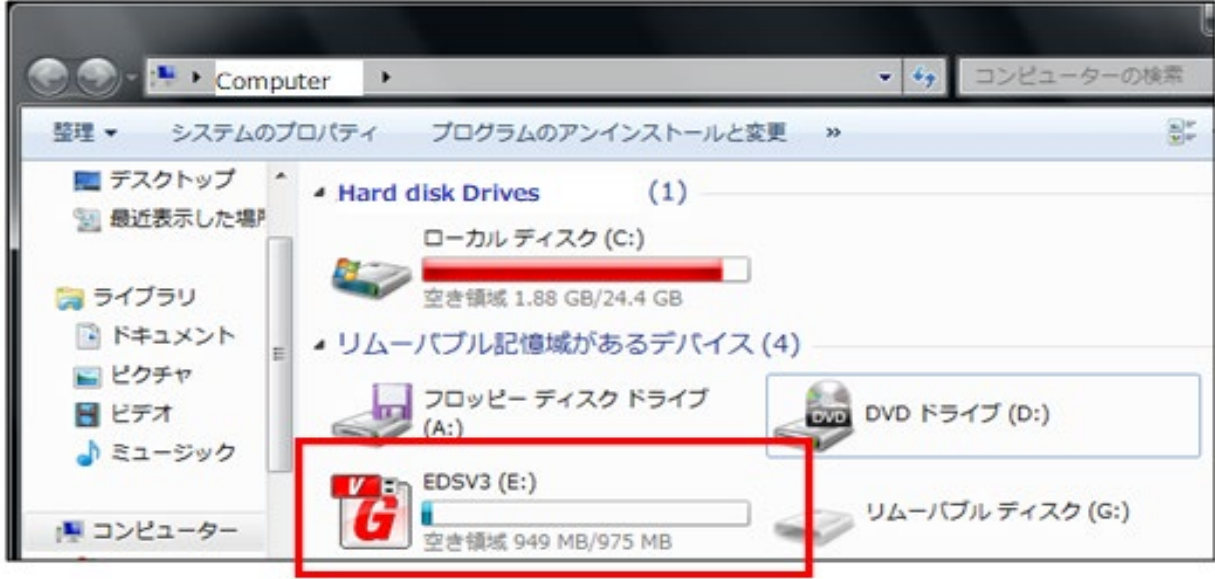 Computer
コンピューターの検索
整理 システムのプロパティ プログラムのアンインストールと変更 »
デスクトップ
最近表示した場所
ライブラリ
ドキュメント
ピクチャ
ビデオ
ミュージック
コンピューター
Hard disk Drives (1)
ローカル ディスク (C:)
空き領域 1.88 GB/24.4 GB
リムーバブル記憶域があるデバイス (4)
フロッピー ディスク ドライブ
(A:)
DVD
DVD ドライブ (D:)
V
G
EDSV3 (E:)
空き領域 949 MB/975 MB
リムーバブル ディスク (G:)